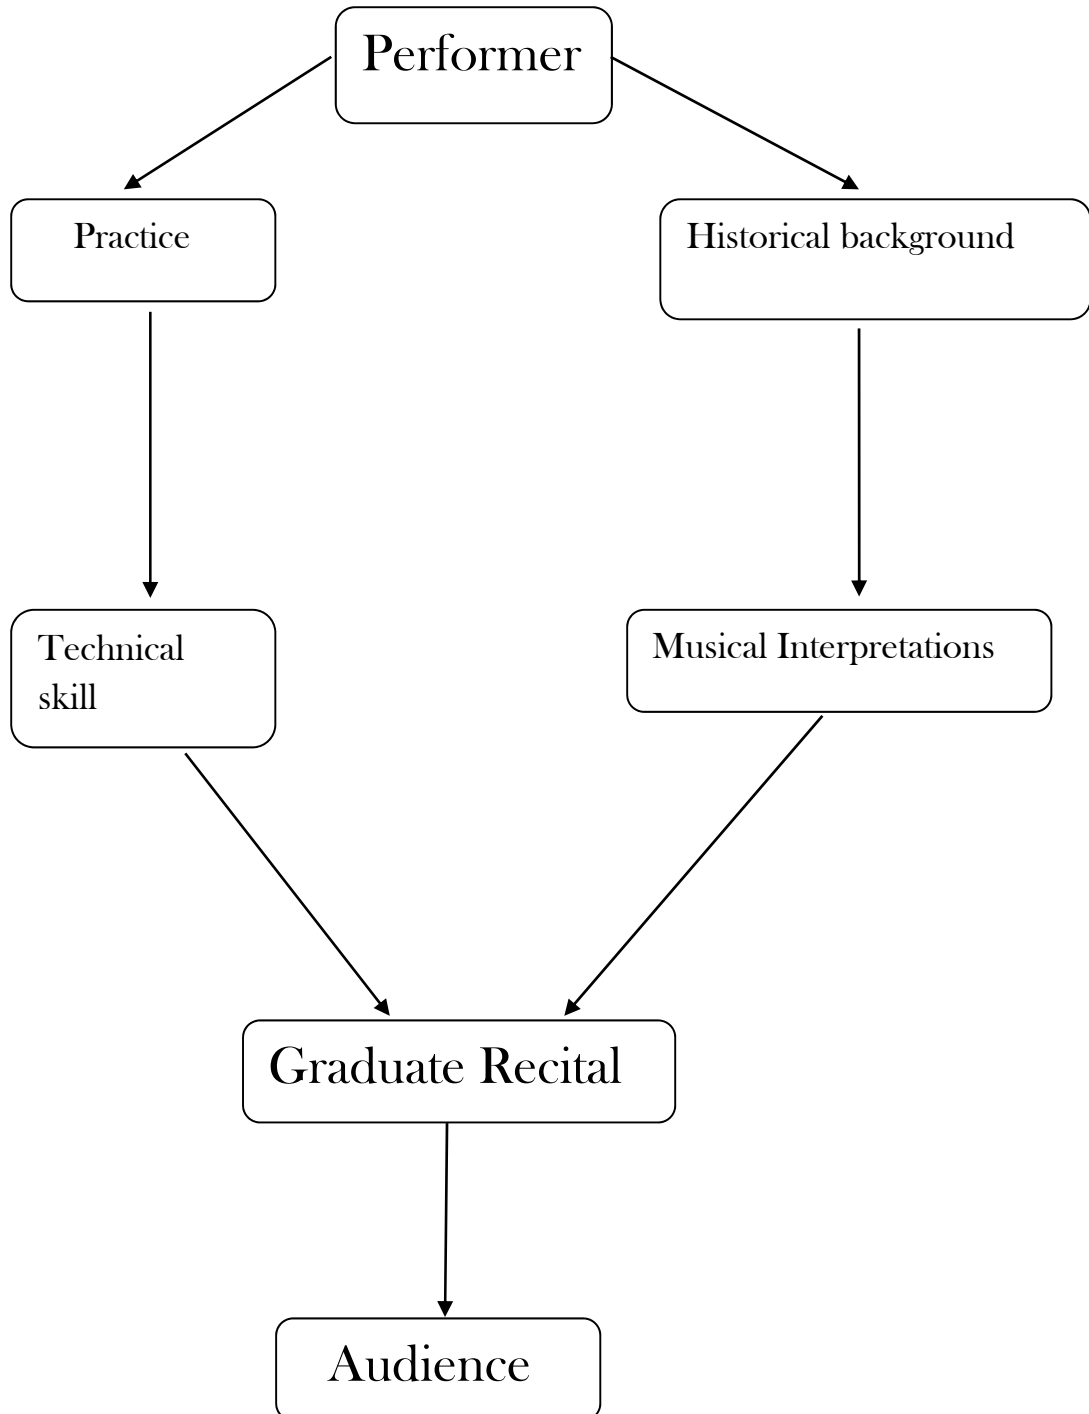 Performer
Practice
Historical background
Technical
skill
Musical Interpretations
Graduate Recital
Audience